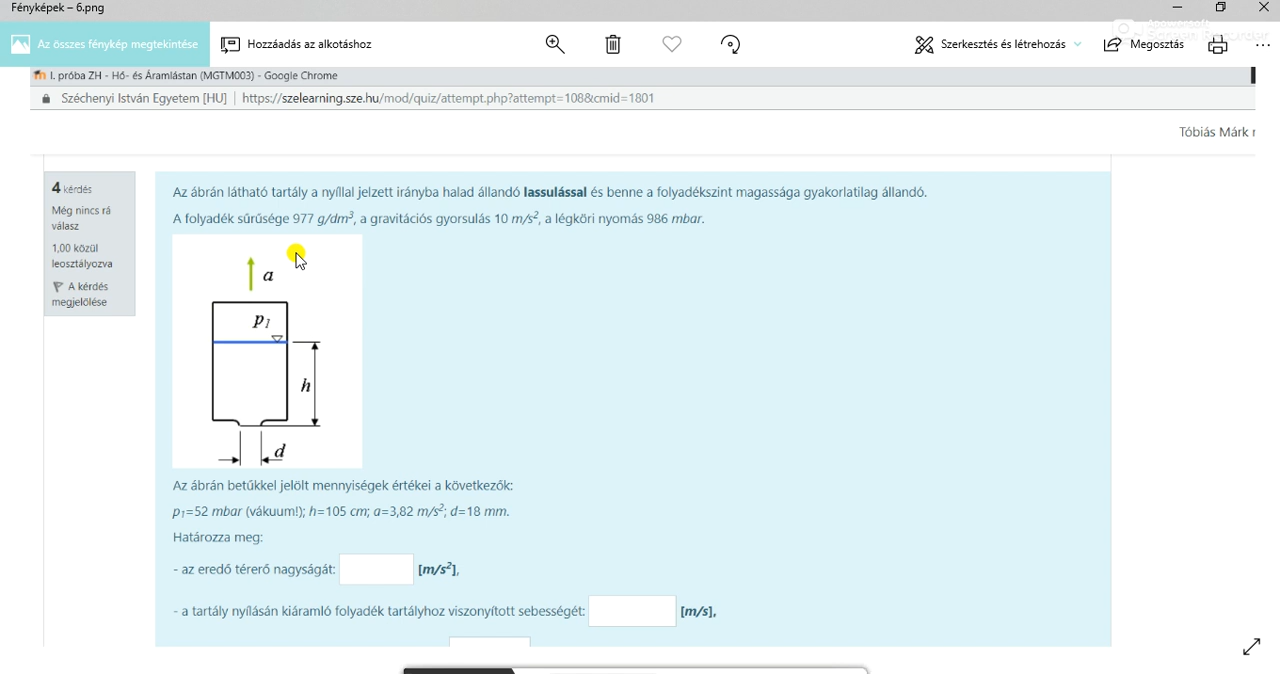 Fényképek – 6.png
Az összes fénykép megtekintése
Hozzáadás az alkotáshoz
Szerkesztés és létrehozás
Megosztás
Screen Recorder
I. próba ZH - Hő- és Áramlástan (MGTM003) - Google Chrome
Széchenyi István Egyetem [HU] | https://szelearning.sze.hu/mod/quiz/attempt.php?attempt=108&cmid=1801
Tóbiás Márk
4 kérdés
Még nincs rá
válasz
1,00 közül
leosztályozva
A kérdés
megjelölése
Az ábrán látható tartály a nyíllal jelzett irányba halad állandó lassulással és benne a folyadékszint magassága gyakorlatilag állandó.
A folyadék sűrűsége 977 g/dm³, a gravitációs gyorsulás 10 m/s², a légköri nyomás 986 mbar.
a
p₁
h
d
Az ábrán betűkkel jelölt mennyiségek értékei a következők:
p₁=52 mbar (vákuum!); h=105 cm; a=3,82 m/s²; d=18 mm.
Határozza meg:
- az eredő térerő nagyságát: [m/s²],
- a tartály nyílásán kiáramló folyadék tartályhoz viszonyított sebességét: [m/s],